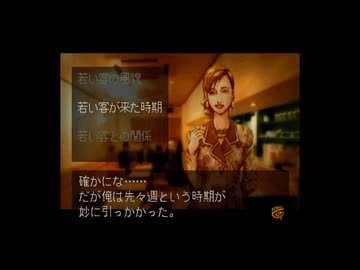 若い客の風貌
若い客が来た時期
若い客との関係
確かにな……
だが俺は先々週という時期が
妙に引っかかった。